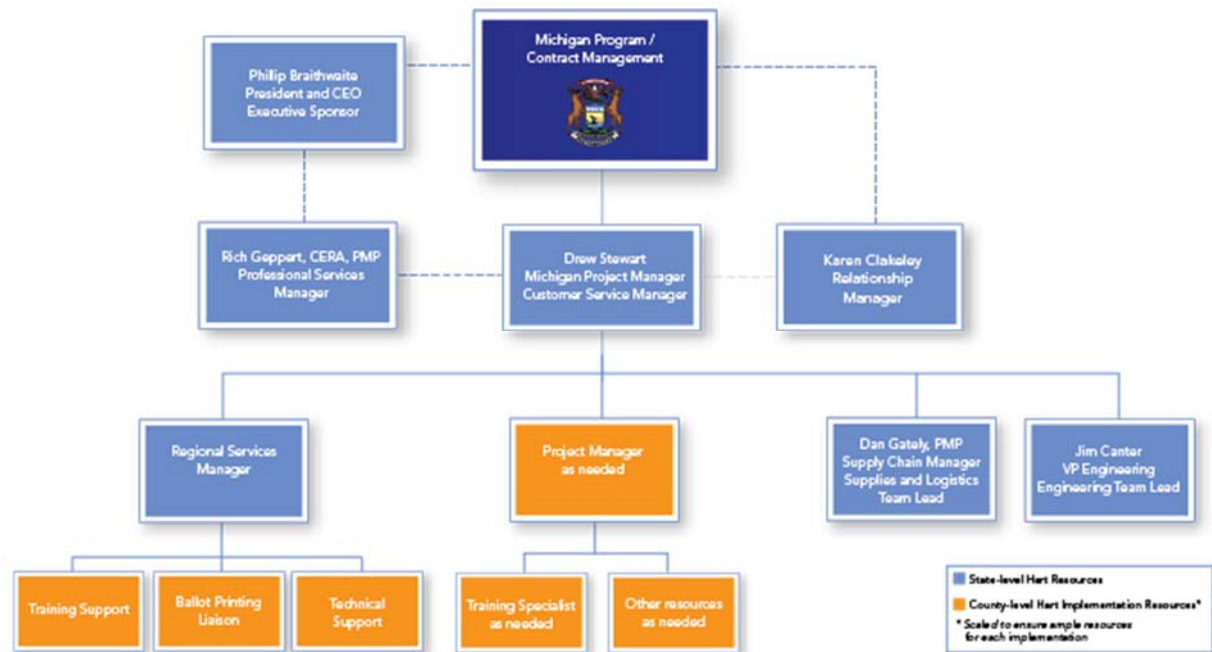 Michigan Program /
Contract Management
Phillip Braithwaite
President and CEO
Executive Sponsor
Rich Geppert, CERA, PMP
Professional Services
Manager
Drew Stewart
Michigan Project Manager
Customer Service Manager
Karen Clakeley
Relationship
Manager
Regional Services
Manager
Project Manager
as needed
Dan Gately, PMP
Supply Chain Manager
Supplies and Logistics
Team Lead
Jim Canter
VP Engineering
Engineering Team Lead
Training Support
Ballot Printing
Liaison
Technical
Support
Training Specialist
as needed
Other resources
as needed
State-level Hart Resources
County-level Hart Implementation Resources*
* Scaled to ensure ample resources
for each implementation